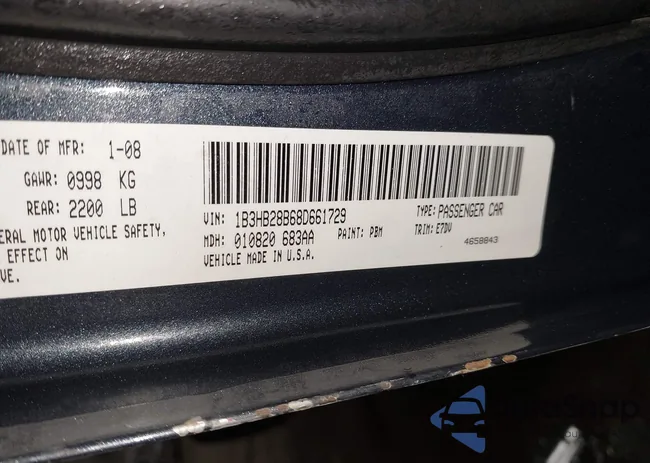 DATE OF MFR: 1-08
GAWR: 0998 KG
REAR: 2200 LB
ERAL MOTOR VEHICLE SAFETY,
EFFECT ON
VE.
VIN: 1B3HB28B68D661729
TYPE: PASSENGER CAR
MDH: 010820 683AA
PAINT: PBM
TRIM: E7DV
VEHICLE MADE IN U.S.A.
4658843